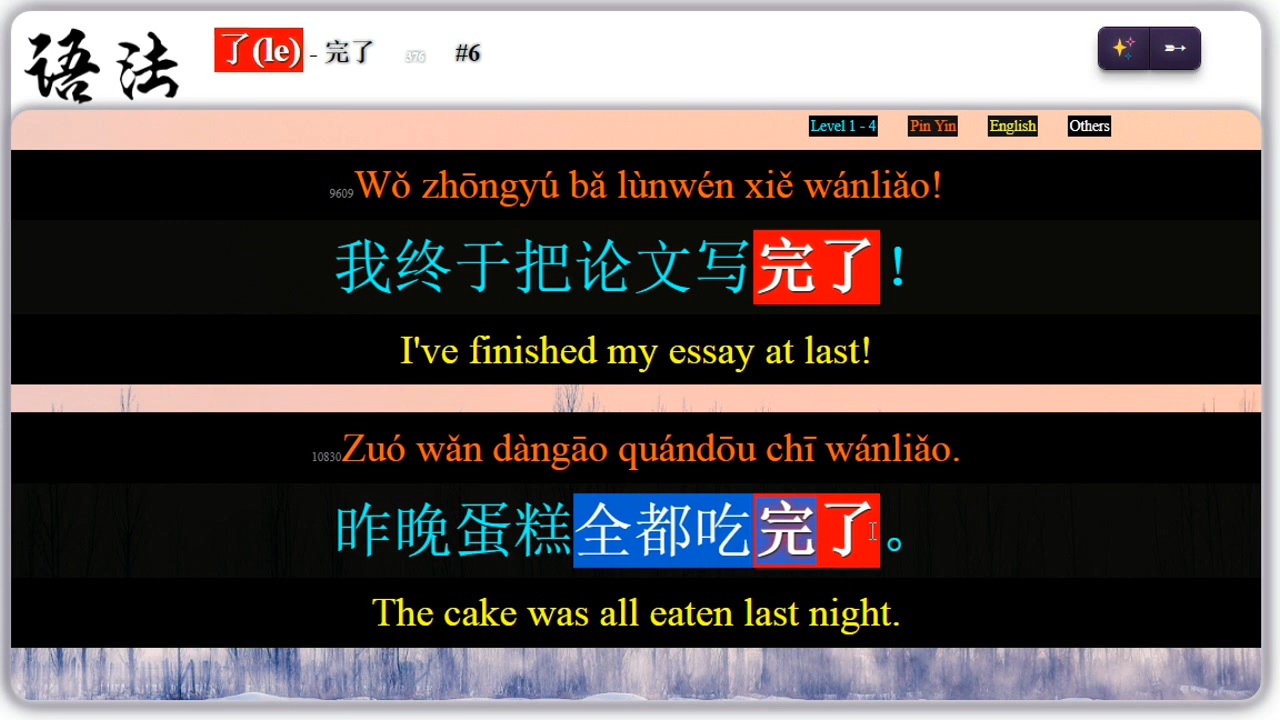 语法 了(le) - 完了 376 #6
Level 1 - 4 Pin Yin English Others
9609 Wǒ zhōngyú bǎ lùnwén xiě wánliǎo!
我终于把论文写完了！
I've finished my essay at last!
10830 Zuó wǎn dàngāo quándōu chī wánliǎo.
昨晚蛋糕全都吃完了。
The cake was all eaten last night.